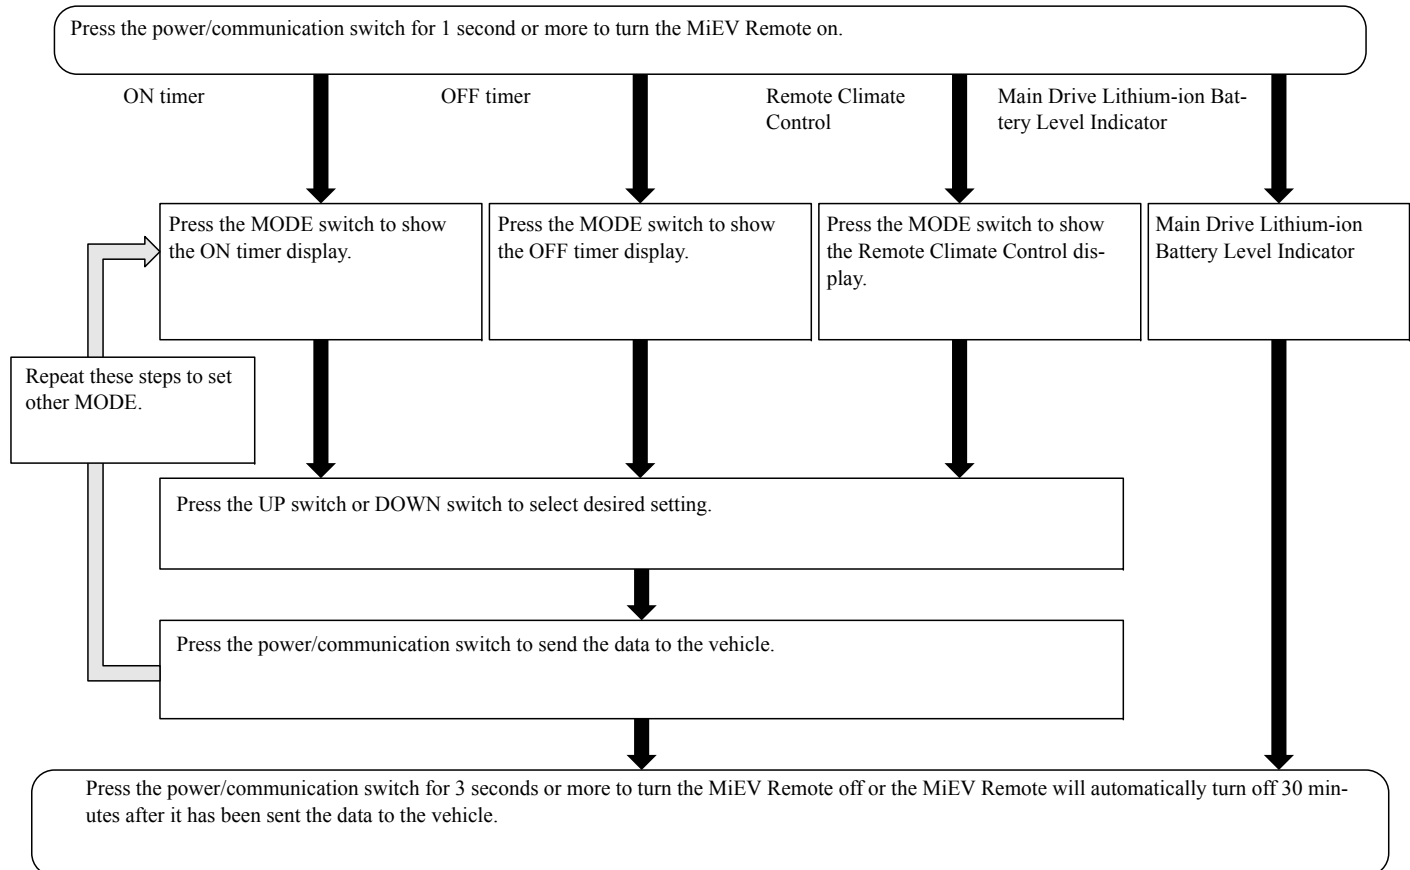 Press the power/communication switch for 1 second or more to turn the MiEV Remote on.
ON timer
OFF timer
Remote Climate
Control
Main Drive Lithium-ion Bat-
tery Level Indicator
Press the MODE switch to show
the ON timer display.
Press the MODE switch to show
the OFF timer display.
Press the MODE switch to show
the Remote Climate Control dis-
play.
Main Drive Lithium-ion
Battery Level Indicator
Repeat these steps to set
other MODE.
Press the UP switch or DOWN switch to select desired setting.
Press the power/communication switch to send the data to the vehicle.
Press the power/communication switch for 3 seconds or more to turn the MiEV Remote off or the MiEV Remote will automatically turn off 30 min-
utes after it has been sent the data to the vehicle.